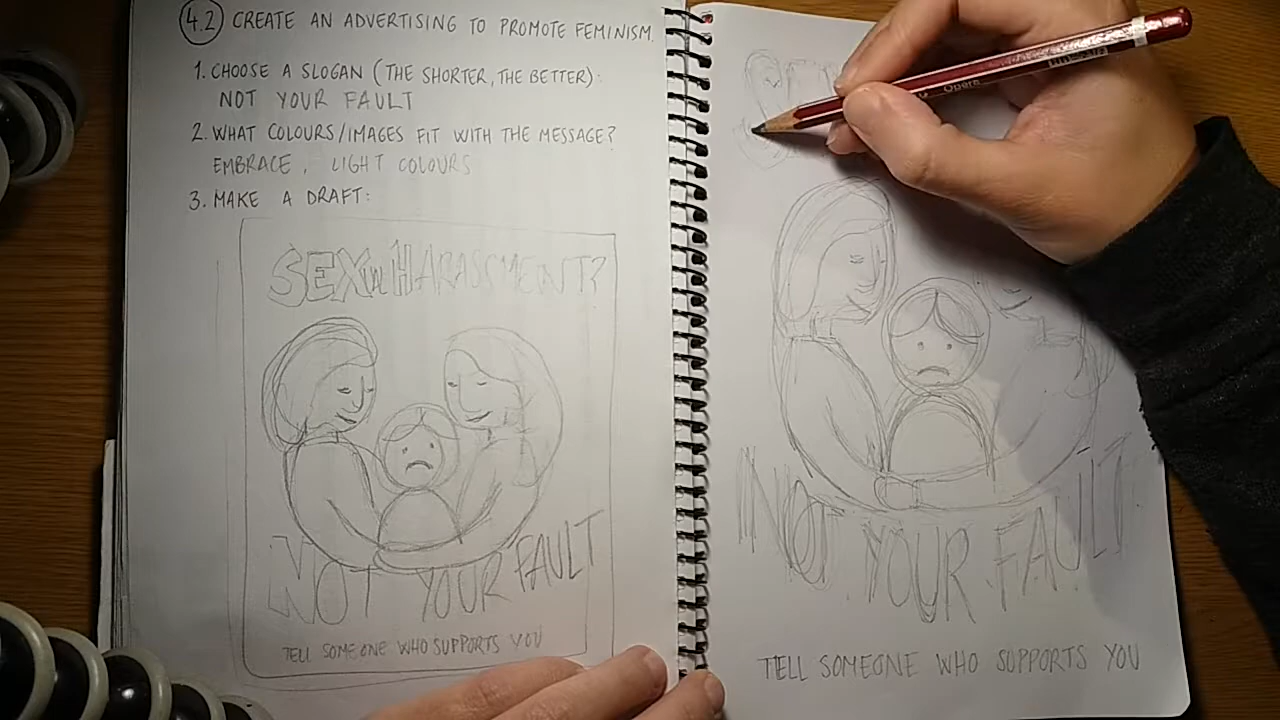 4.2 CREATE AN ADVERTISING TO PROMOTE FEMINISM.
1. CHOOSE A SLOGAN (THE SHORTER, THE BETTER):
NOT YOUR FAULT
2. WHAT COLOURS/IMAGES FIT WITH THE MESSAGE?
EMBRACE, LIGHT COLOURS
3. MAKE A DRAFT:
SEXUAL HARASSMENT?
NOT YOUR FAULT
TELL SOMEONE WHO SUPPORTS YOU
NOT YOUR FAULT
TELL SOMEONE WHO SUPPORTS YOU